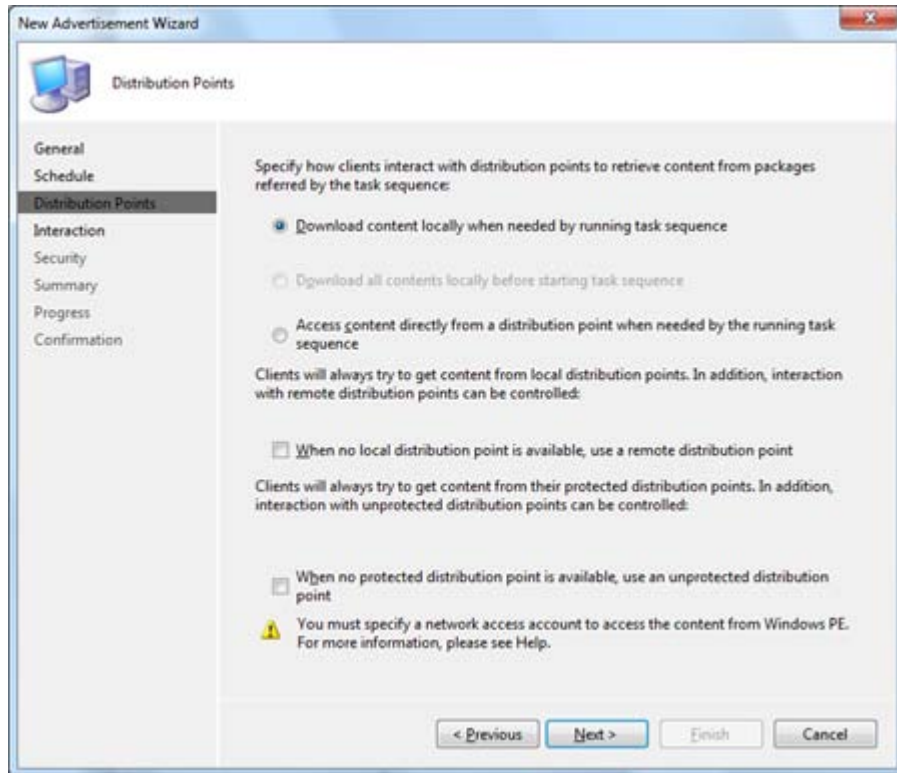 New Advertisement Wizard
Distribution Points
General
Schedule
Distribution Points
Interaction
Security
Summary
Progress
Confirmation
Specify how clients interact with distribution points to retrieve content from packages
referred by the task sequence:
Download content locally when needed by running task sequence
Download all contents locally before starting task sequence
Access content directly from a distribution point when needed by the running task
sequence
Clients will always try to get content from local distribution points. In addition, interaction
with remote distribution points can be controlled:
When no local distribution point is available, use a remote distribution point
Clients will always try to get content from their protected distribution points. In addition,
interaction with unprotected distribution points can be controlled:
When no protected distribution point is available, use an unprotected distribution
point
You must specify a network access account to access the content from Windows PE.
For more information, please see Help.
< Previous
Next >
Finish
Cancel